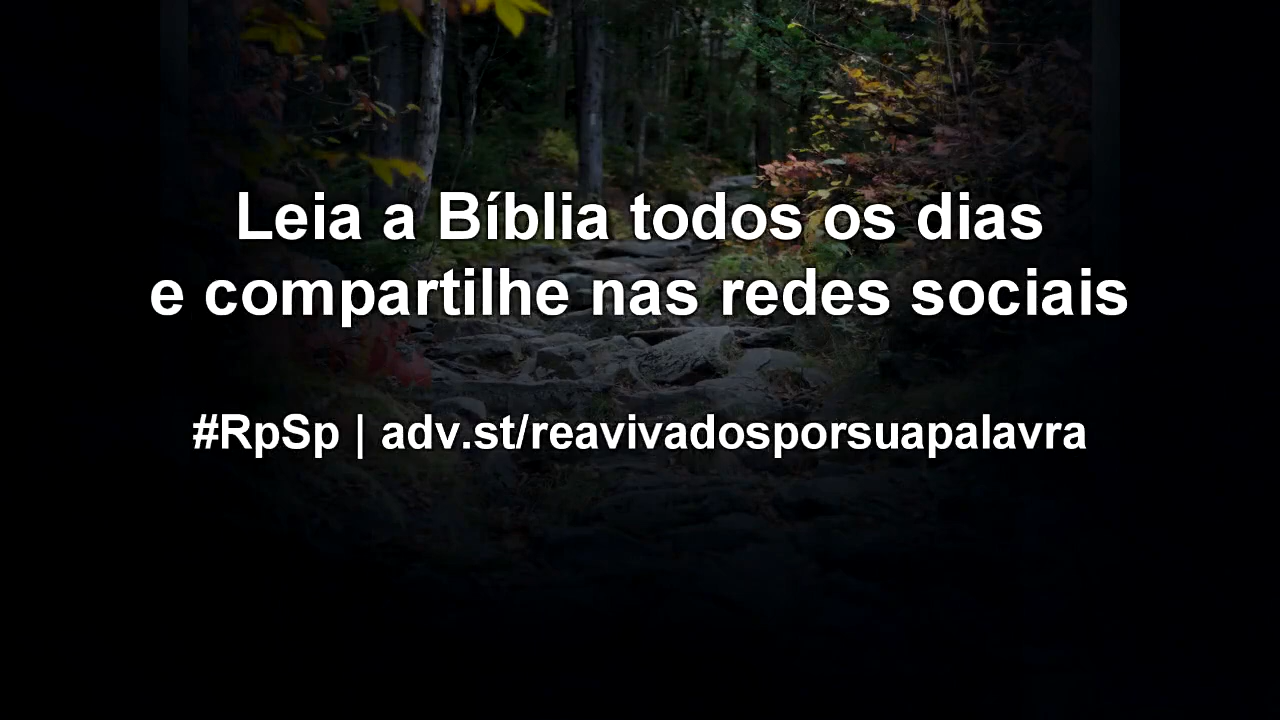 Leia a Bíblia todos os dias
e compartilhe nas redes sociais
#RpSp | adv.st/reavivadosporsuapalavra